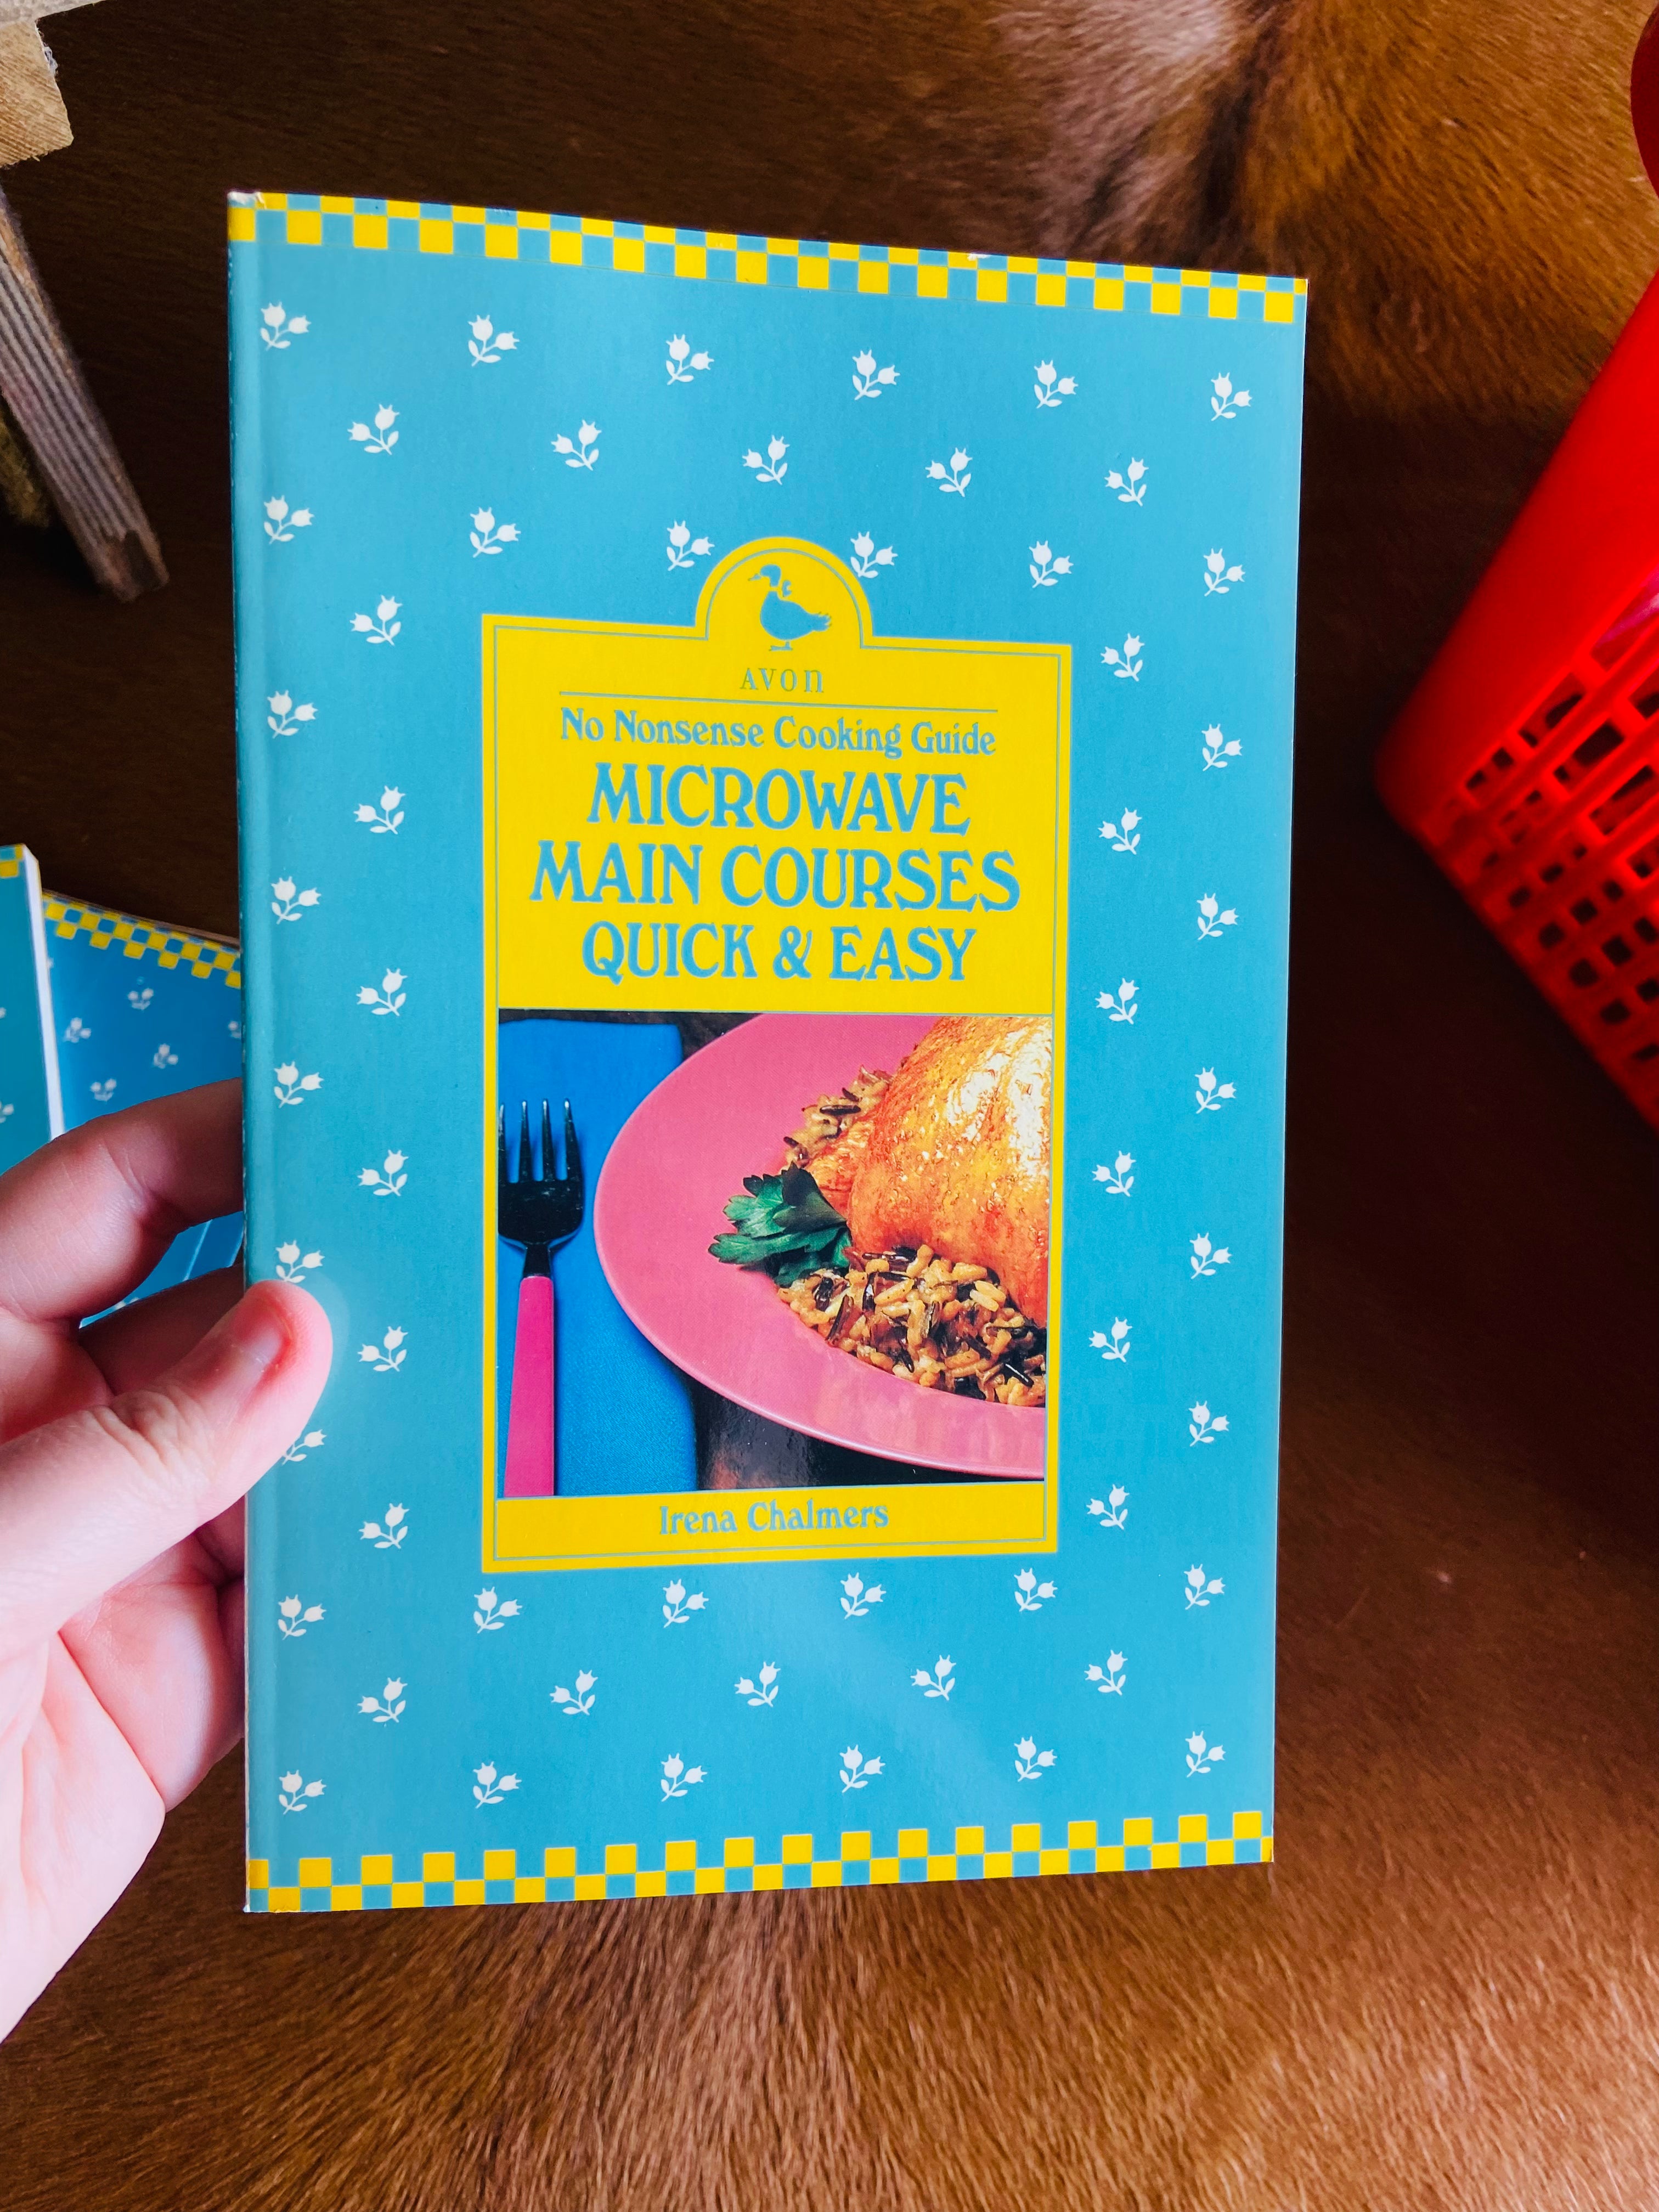 AVON
No Nonsense Cooking Guide
MICROWAVE
MAIN COURSES
QUICK & EASY
Irena Chalmers